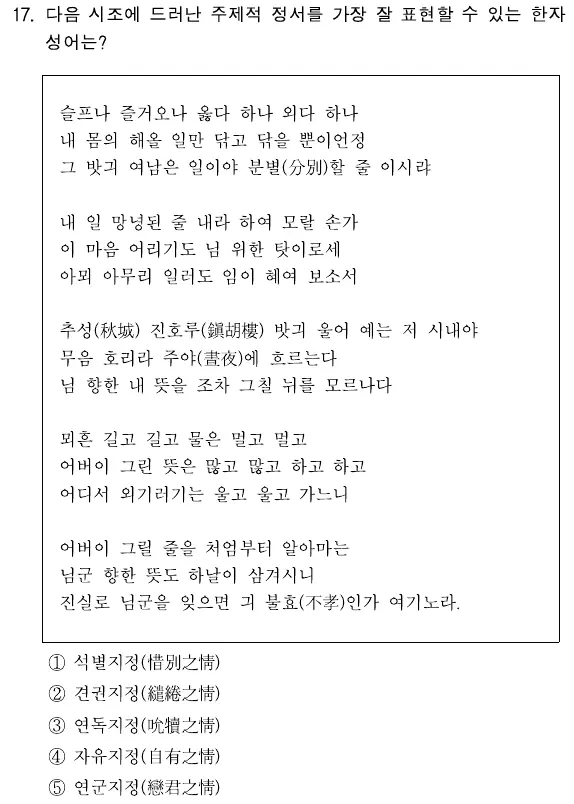 17. 다음 시조에 드러난 주제적 정서를 가장 잘 표현할 수 있는 한자
성어는?
슬프나 즐거오나 옳다 하나 외다 하나
내 몸의 해올 일만 닦고 닦을 뿐이언정
그 밧긔 여남은 일이야 분별(分別)할 줄 이시랴
내 일 망녕된 줄 내라 하여 모랄 손가
이 마음 어리기도 님 위한 탓이로세
아뫼 아무리 일러도 임이 혜여 보소서
추성(秋城) 진호루(鎭胡樓) 밧긔 울어 예는 저 시내야
무음 호리라 주야(晝夜)에 흐르는다
님 향한 내 뜻을 조차 그칠 뉘를 모르나다
뫼흔 길고 길고 물은 멀고 멀고
어버이 그린 뜻은 많고 많고 하고 하고
어디서 외기러기는 울고 울고 가느니
어버이 그릴 줄을 처엄부터 알아마는
님군 향한 뜻도 하날이 삼겨시니
진실로 님군을 잊으면 긔 불효(不孝)인가 여기노라.
① 석별지정(惜別之情)
② 견권지정(繾綣之情)
③ 연독지정(吮犢之情)
④ 자유지정(自有之情)
⑤ 연군지정(戀君之情)